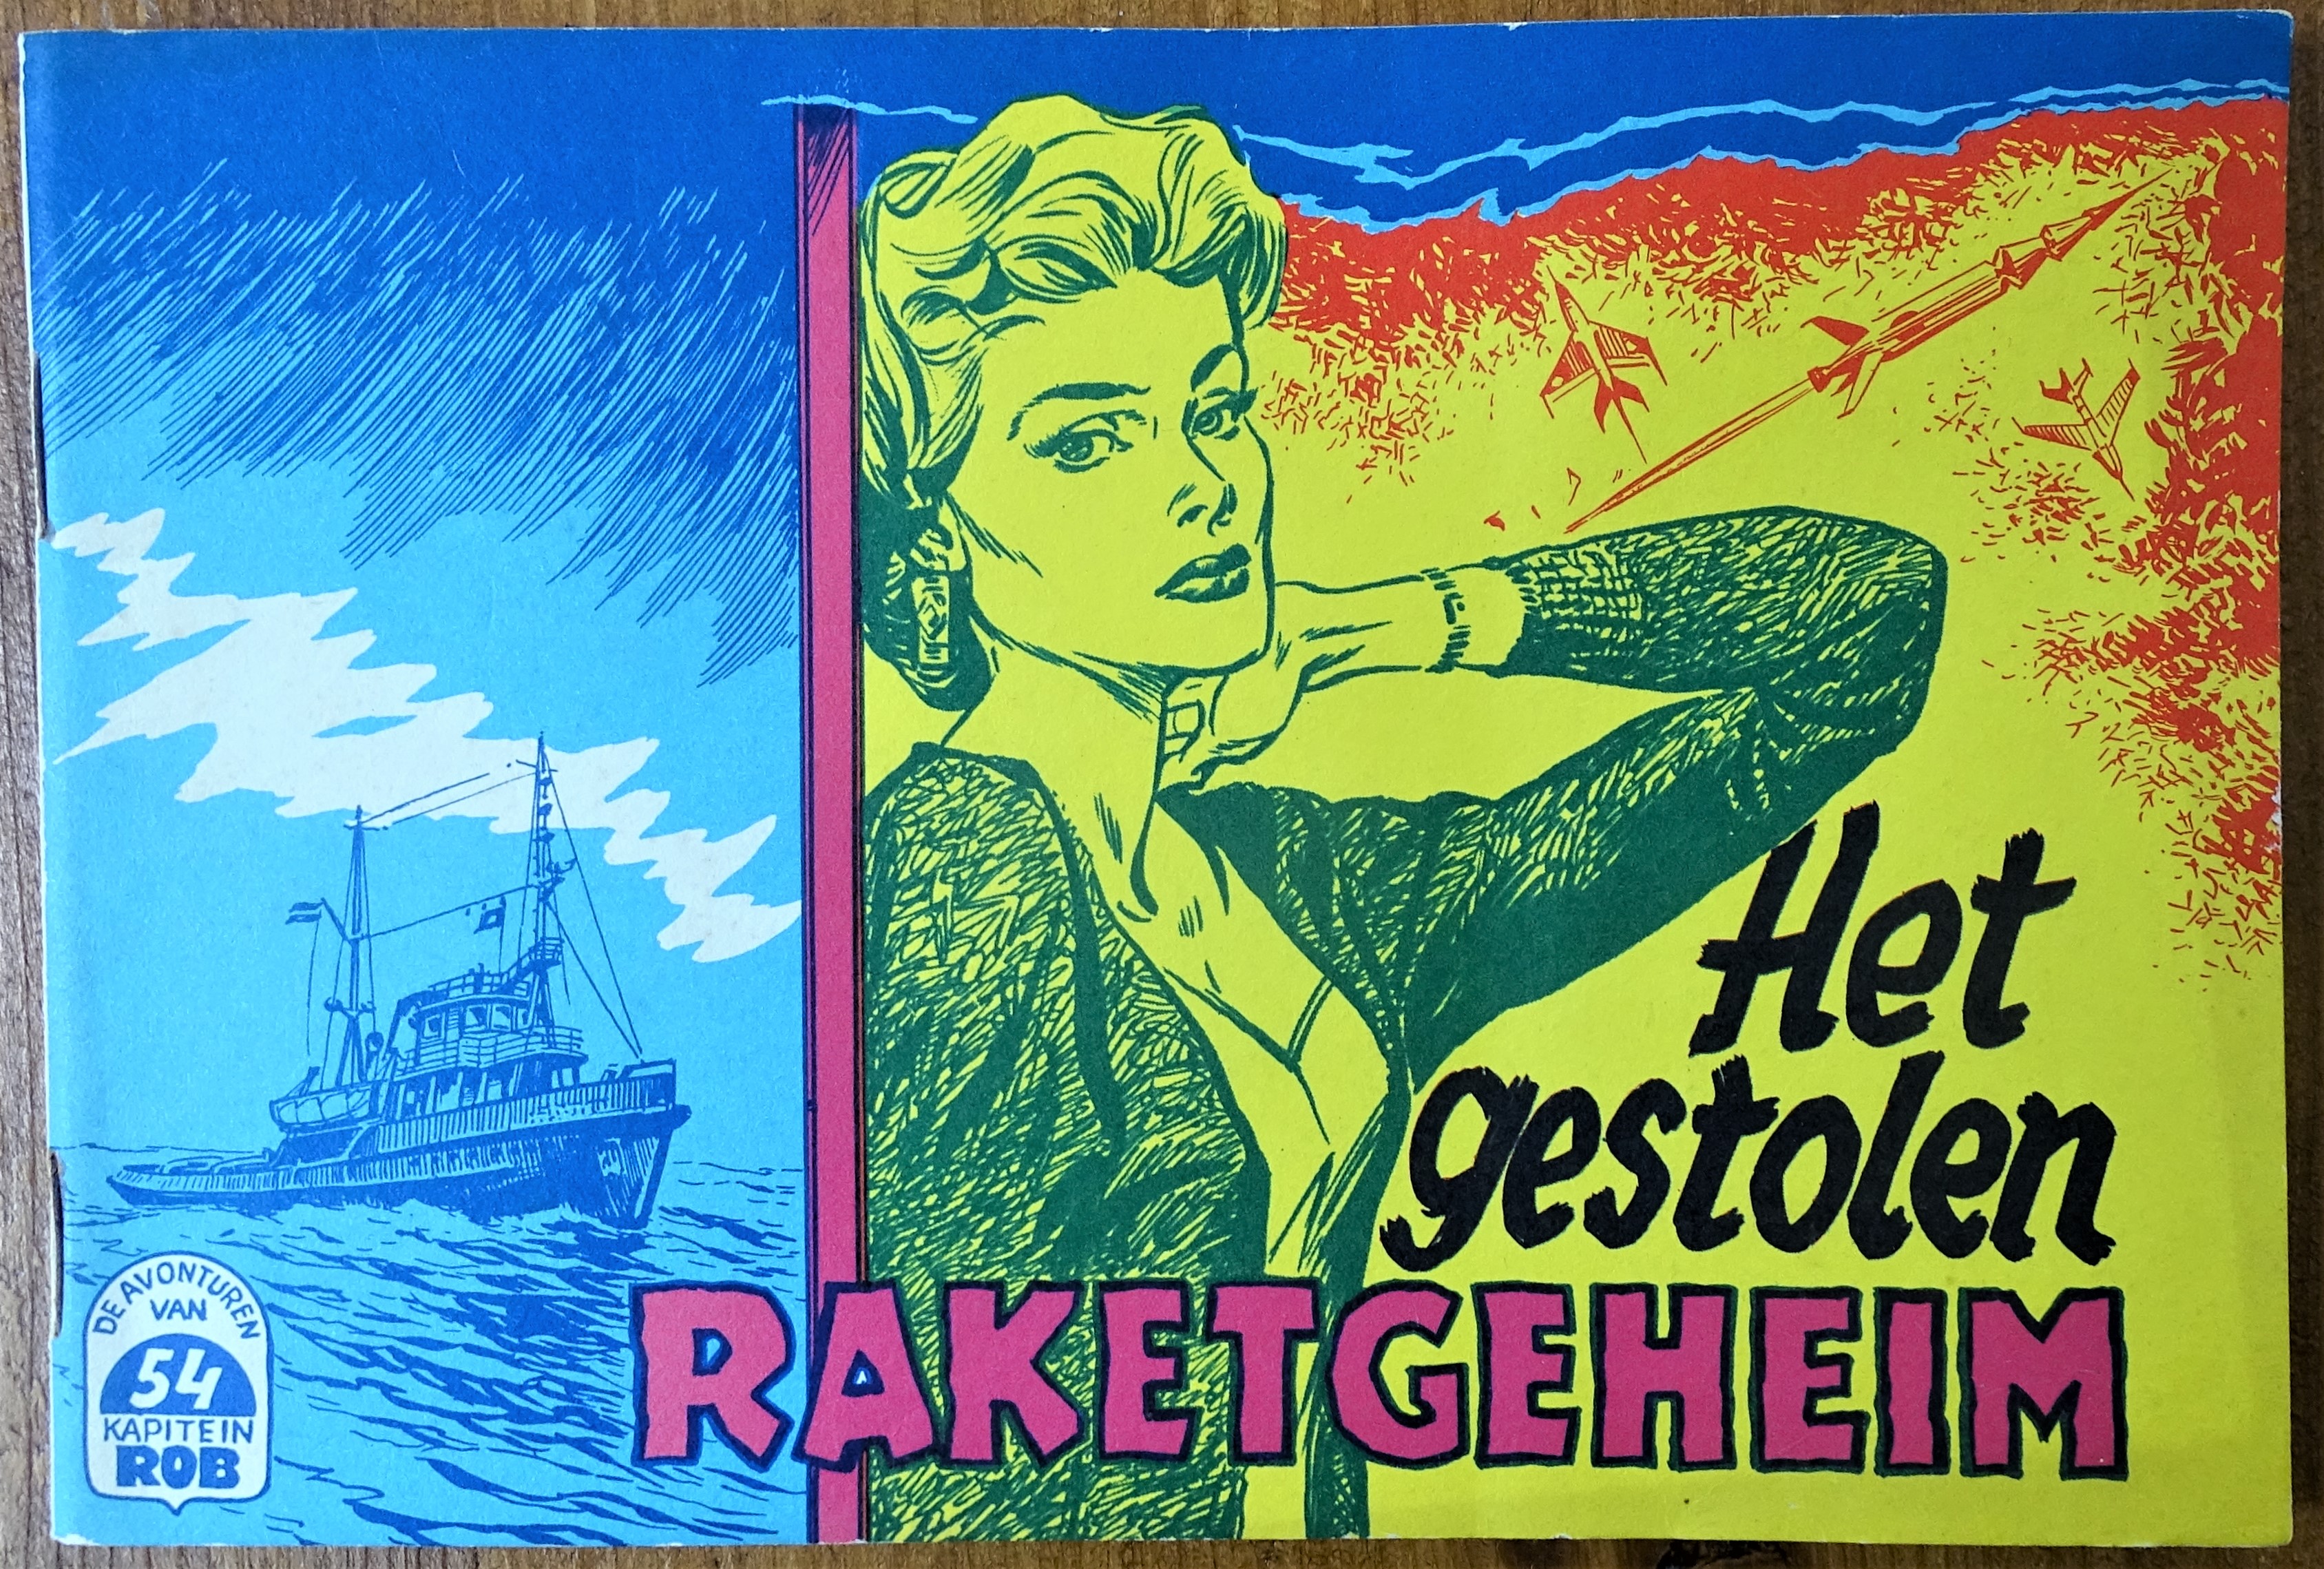 Het
gestolen
RAKETGEHEIM
DE AVONTUREN
VAN
54
KAPITEIN
ROB